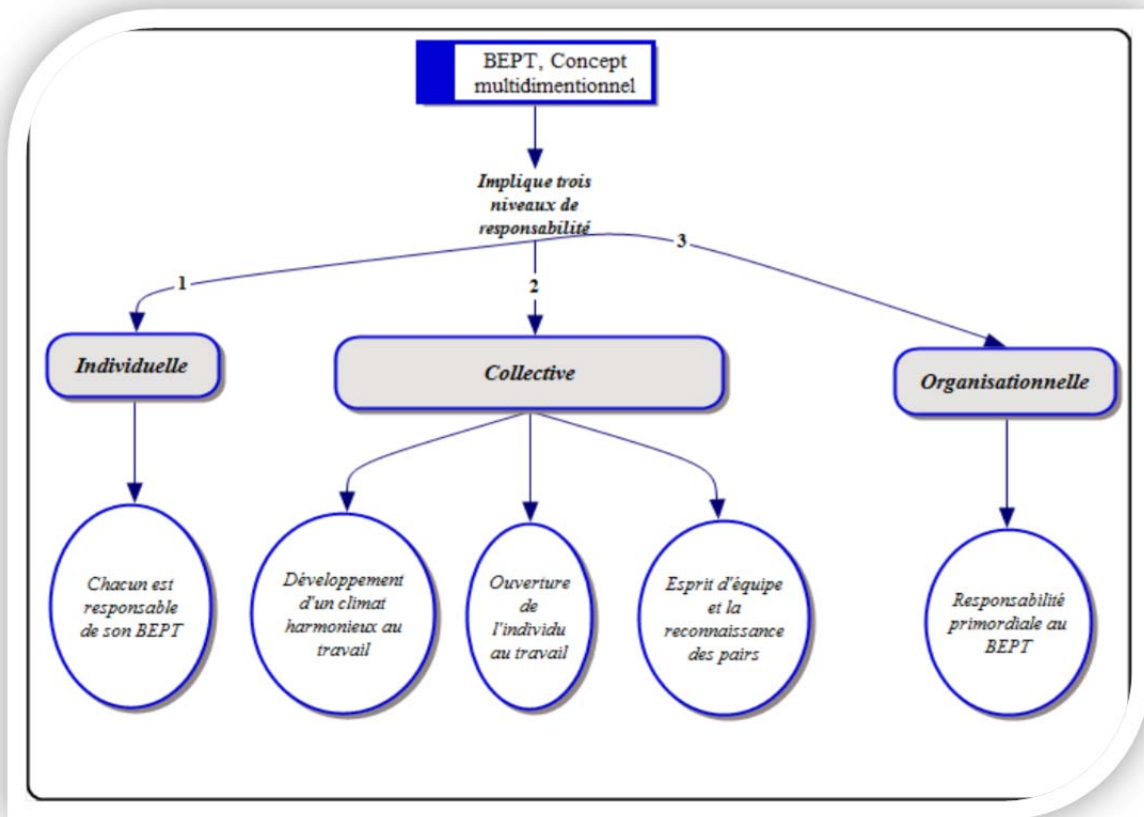 BEPT, Concept
multidimentionnel
Implique trois
niveaux de
responsabilité
1
2
3
Individuelle
Collective
Organisationnelle
Chacun est
responsable
de son BEPT
Développement
d'un climat
harmonieux au
travail
Ouverture
de
l'individu
au travail
Esprit d'équipe
et la
reconnaissance
des pairs
Responsabilité
primordiale au
BEPT